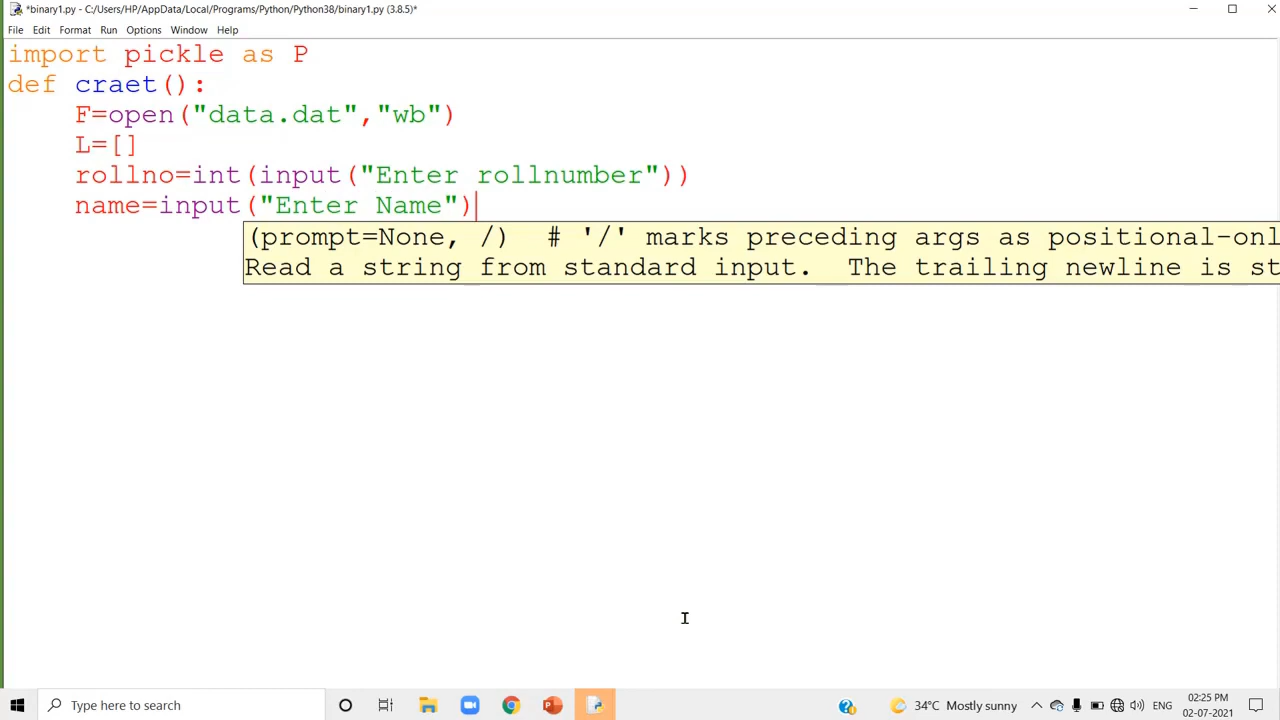 *binary1.py - C:/Users/HP/AppData/Local/Programs/Python/Python38/binary1.py (3.8.5)*
File Edit Format Run Options Window Help
import pickle as P
def craet():
    F=open("data.dat","wb")
    L=[]
    rollno=int(input("Enter rollnumber"))
    name=input("Enter Name")
(prompt=None, /)  # '/' marks preceding args as positional-onl
Read a string from standard input.  The trailing newline is st
Type here to search
34°C Mostly sunny
ENG
02:25 PM
02-07-2021